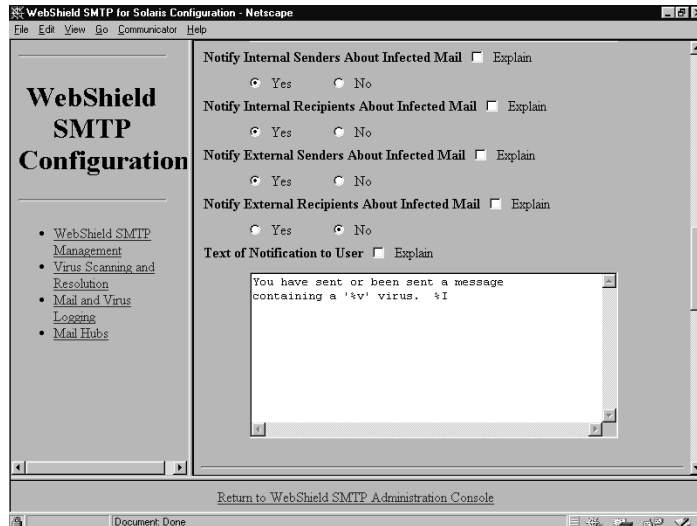 WebShield SMTP for Solaris Configuration - Netscape
File Edit View Go Communicator Help
WebShield
SMTP
Configuration
WebShield SMTP
Management
Virus Scanning and
Resolution
Mail and Virus
Logging
Mail Hubs
Notify Internal Senders About Infected Mail Explain
Yes No
Notify Internal Recipients About Infected Mail Explain
Yes No
Notify External Senders About Infected Mail Explain
Yes No
Notify External Recipients About Infected Mail Explain
Yes No
Text of Notification to User Explain
You have sent or been sent a message
containing a '%v' virus. %I
Return to WebShield SMTP Administration Console
Document: Done